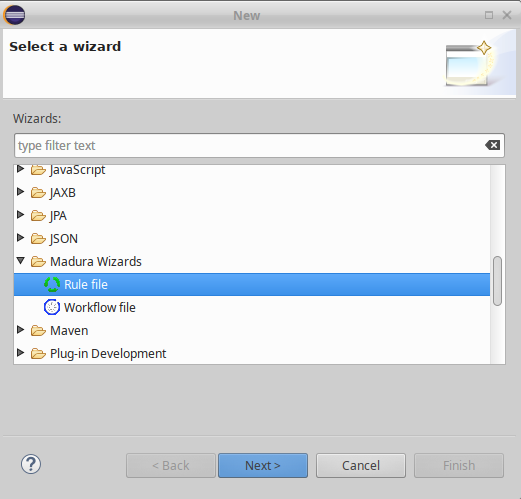 New
Select a wizard
Wizards:
type filter text
JavaScript
JAXB
JPA
JSON
Madura Wizards
Rule file
Workflow file
Maven
Plug-in Development
?
< Back
Next >
Cancel
Finish